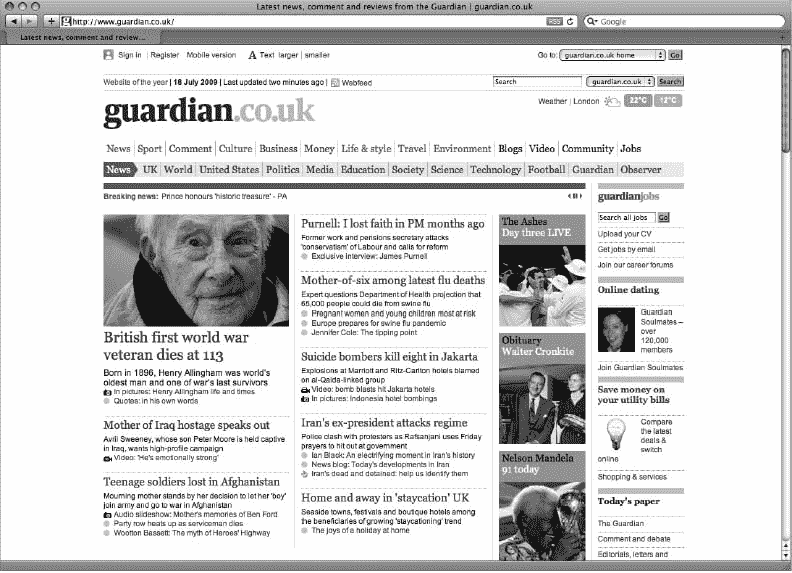 Latest news, comment and reviews from the Guardian | guardian.co.uk
http://www.guardian.co.uk/
RSS
Google
Latest news, comment and review...
Sign in | Register Mobile version A Text larger | smaller
Go to: guardian.co.uk home Go
Website of the year | 18 July 2009 | Last updated two minutes ago | Webfeed
Search guardian.co.uk Search
guardian.co.uk
Weather | London 22°C 12°C
News Sport Comment Culture Business Money Life & style Travel Environment Blogs Video Community Jobs
News UK World United States Politics Media Education Society Science Technology Football Guardian Observer
Breaking news: Prince honours 'historic treasure' - PA
British first world war
veteran dies at 113
Born in 1896, Henry Allingham was world's
oldest man and one of war's last survivors
In pictures: Henry Allingham life and times
Quotes: in his own words
Mother of Iraq hostage speaks out
Avril Sweeney, whose son Peter Moore is held captive
in Iraq, wants high-profile campaign
Video: 'He's emotionally strong'
Teenage soldiers lost in Afghanistan
Mourning mother stands by her decision to let her 'boy'
join army and go to war in Afghanistan
Audio slideshow: Mother's memories of Ben Ford
Party row heats up as serviceman dies
Wootton Bassett: The myth of Heroes' Highway
Purnell: I lost faith in PM months ago
Former work and pensions secretary attacks
'conservatism' of Labour and calls for reform
Exclusive interview: James Purnell
Mother-of-six among latest flu deaths
Expert questions Department of Health projection that
65,000 people could die from swine flu
Pregnant women and young children most at risk
Europe prepares for swine flu pandemic
Jennifer Cole: The tipping point
Suicide bombers kill eight in Jakarta
Explosions at Marriott and Ritz-Carlton hotels blamed
on al-Qaida-linked group
Video: bomb blasts hit Jakarta hotels
In pictures: Indonesia hotel bombings
Iran's ex-president attacks regime
Police clash with protesters as Rafsanjani uses Friday
prayers to hit out at government
Ian Black: An electrifying moment in Iran's history
News blog: Today's developments in Iran
Iran's dead and detained: help us identify them
Home and away in 'staycation' UK
Seaside towns, festivals and boutique hotels among
the beneficiaries of growing 'staycationing' trend
The joys of a holiday at home
The Ashes
Day three LIVE
Obituary
Walter Cronkite
Nelson Mandela
91 today
guardianjobs
Search all jobs Go
Upload your CV
Get jobs by email
Join our career forums
Online dating
Guardian
Soulmates –
over
120,000
members
Join Guardian Soulmates
Save money on
your utility bills
Compare
the latest
deals &
switch
online
Shopping & services
Today's paper
The Guardian
Comment and debate
Editorials, letters and